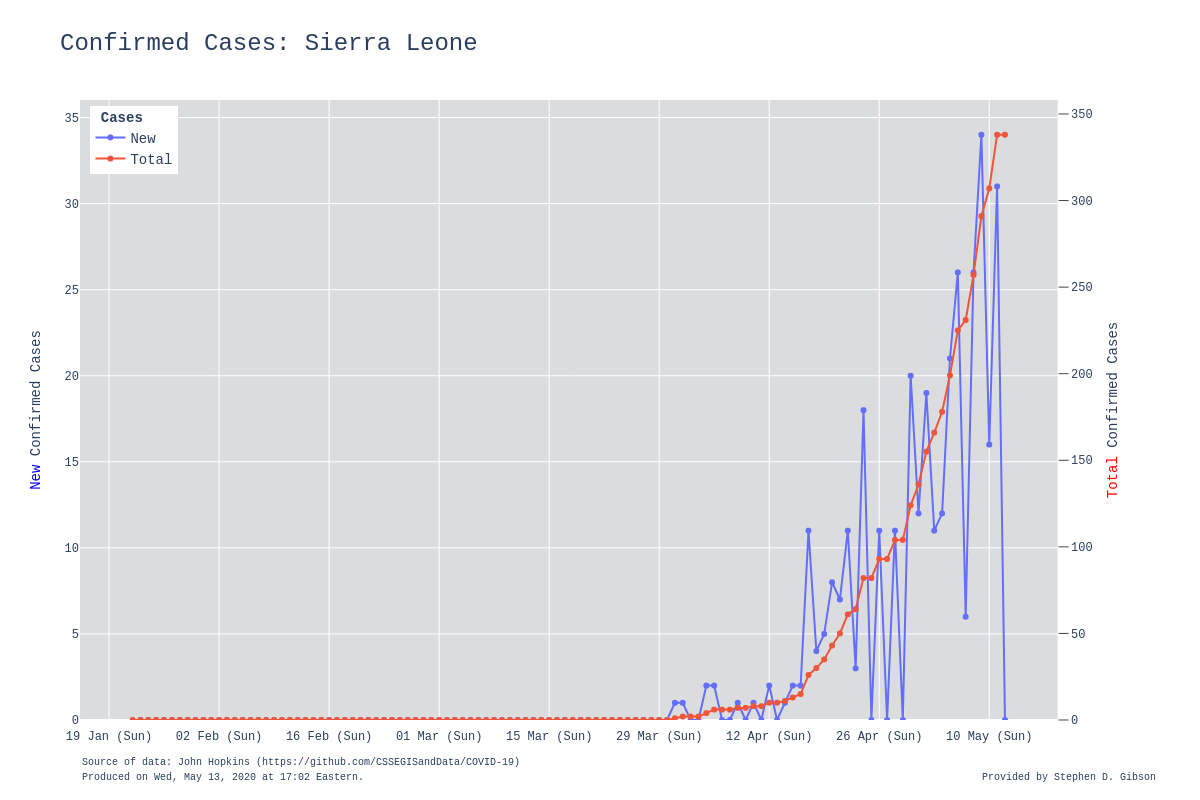 Confirmed Cases: Sierra Leone
Cases
New
Total
35
30
25
20
15
10
5
0
350
300
250
200
150
100
50
0
New Confirmed Cases
Total Confirmed Cases
19 Jan (Sun) 02 Feb (Sun) 16 Feb (Sun) 01 Mar (Sun) 15 Mar (Sun) 29 Mar (Sun) 12 Apr (Sun) 26 Apr (Sun) 10 May (Sun)
Source of data: John Hopkins (https://github.com/CSSEGISandData/COVID-19)
Produced on Wed, May 13, 2020 at 17:02 Eastern.
Provided by Stephen D. Gibson